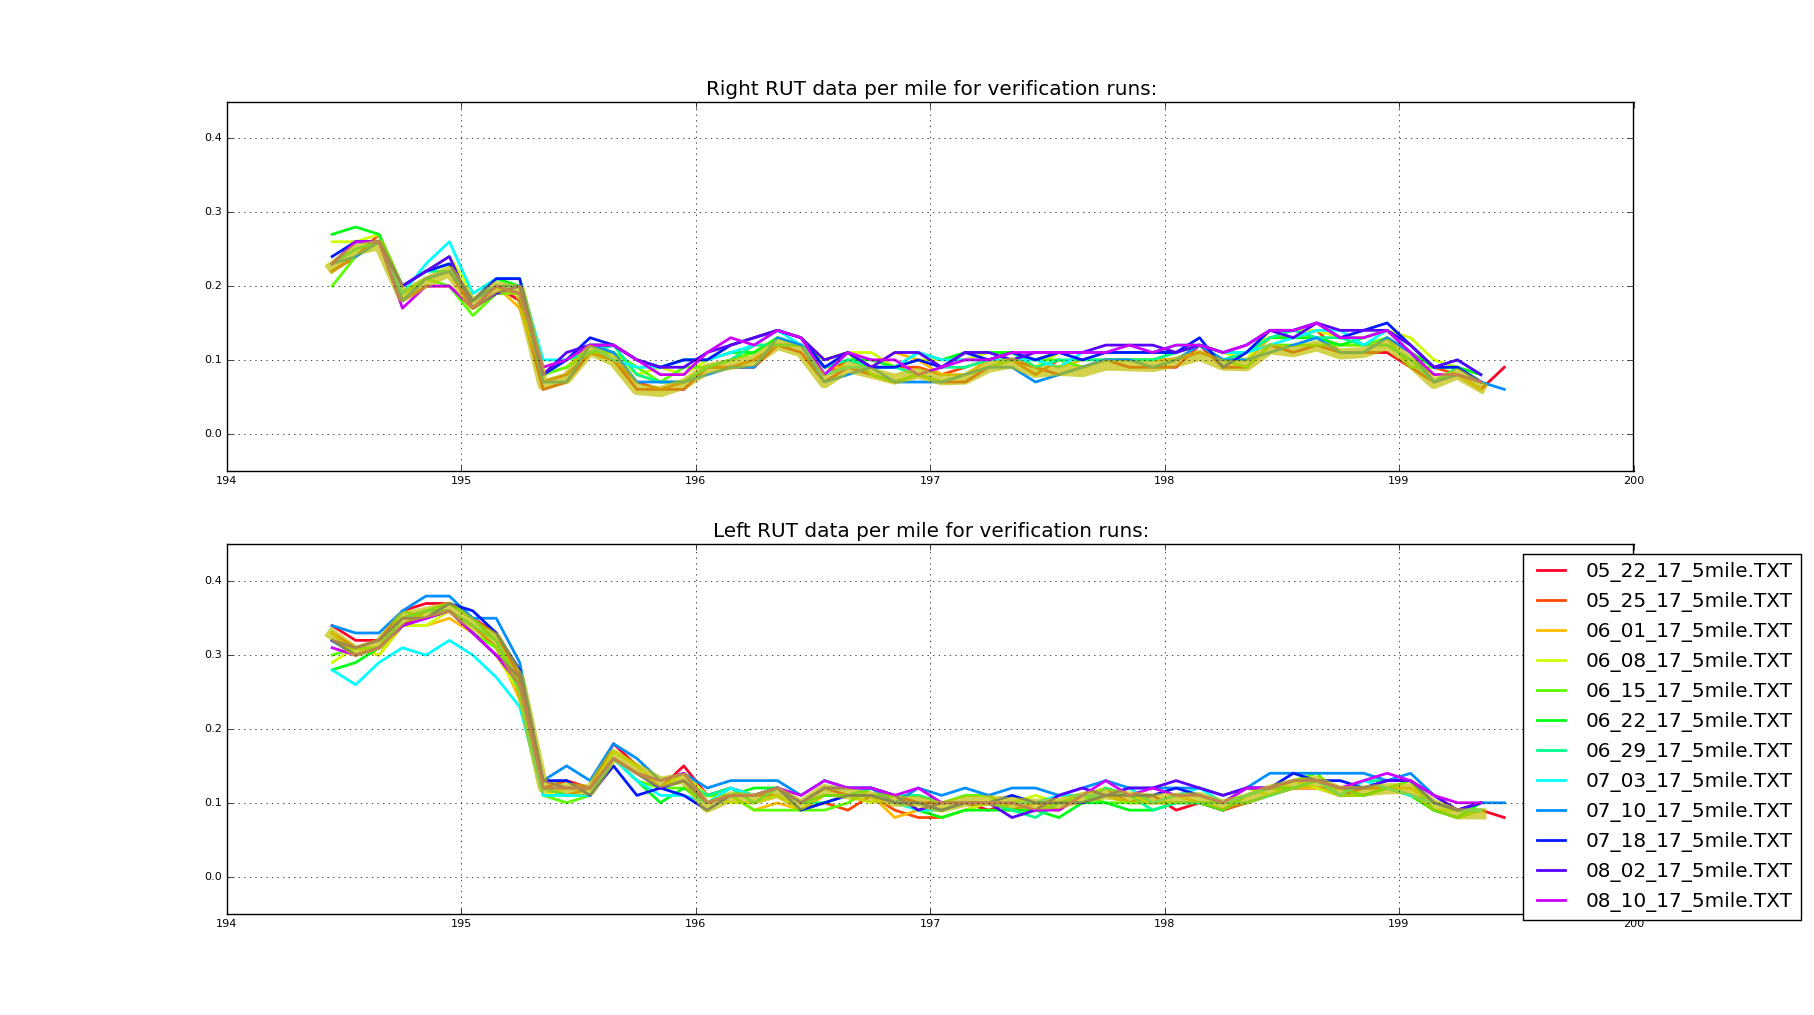 Right RUT data per mile for verification runs:
0.4
0.3
0.2
0.1
0.0
194 195 196 197 198 199 200
Left RUT data per mile for verification runs:
0.4
0.3
0.2
0.1
0.0
194 195 196 197 198 199 200
05_22_17_5mile.TXT
05_25_17_5mile.TXT
06_01_17_5mile.TXT
06_08_17_5mile.TXT
06_15_17_5mile.TXT
06_22_17_5mile.TXT
06_29_17_5mile.TXT
07_03_17_5mile.TXT
07_10_17_5mile.TXT
07_18_17_5mile.TXT
08_02_17_5mile.TXT
08_10_17_5mile.TXT